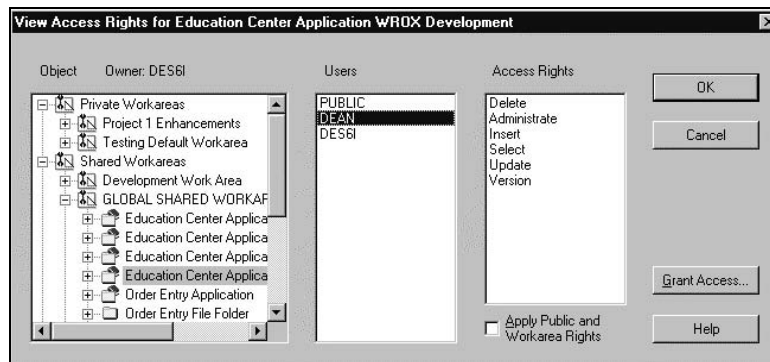 View Access Rights for Education Center Application WROX Development
Object Owner: DES6I
Private Workareas
Project 1 Enhancements
Testing Default Workarea
Shared Workareas
Development Work Area
GLOBAL SHARED WORKAF
Education Center Applica
Education Center Applica
Education Center Applica
Education Center Applica
Order Entry Application
Order Entry File Folder
Users
PUBLIC
DEAN
DES6I
Access Rights
Delete
Administrate
Insert
Select
Update
Version
Apply Public and
Workarea Rights
OK
Cancel
Grant Access...
Help